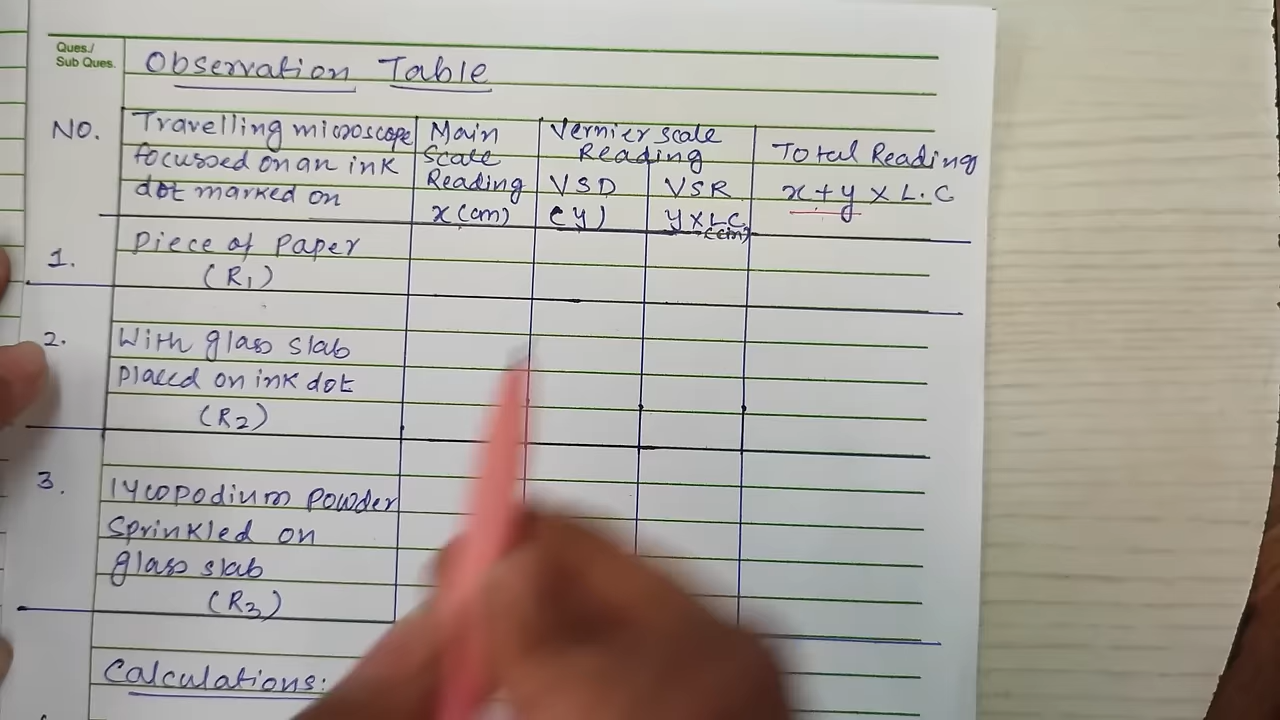 Ques./
Sub Ques.
Observation Table
NO.
Travelling microscope
focussed on an ink
dot marked on
Main
Scale
Reading
x (cm)
Vernier scale
Reading
VSD
(y)
VSR
y x L.C
(cm)
Total Reading
x + y x L.C
1.
Piece of Paper
(R1)
2.
With glass slab
placed on ink dot
(R2)
3.
lycopodium powder
sprinkled on
glass slab
(R3)
Calculations: